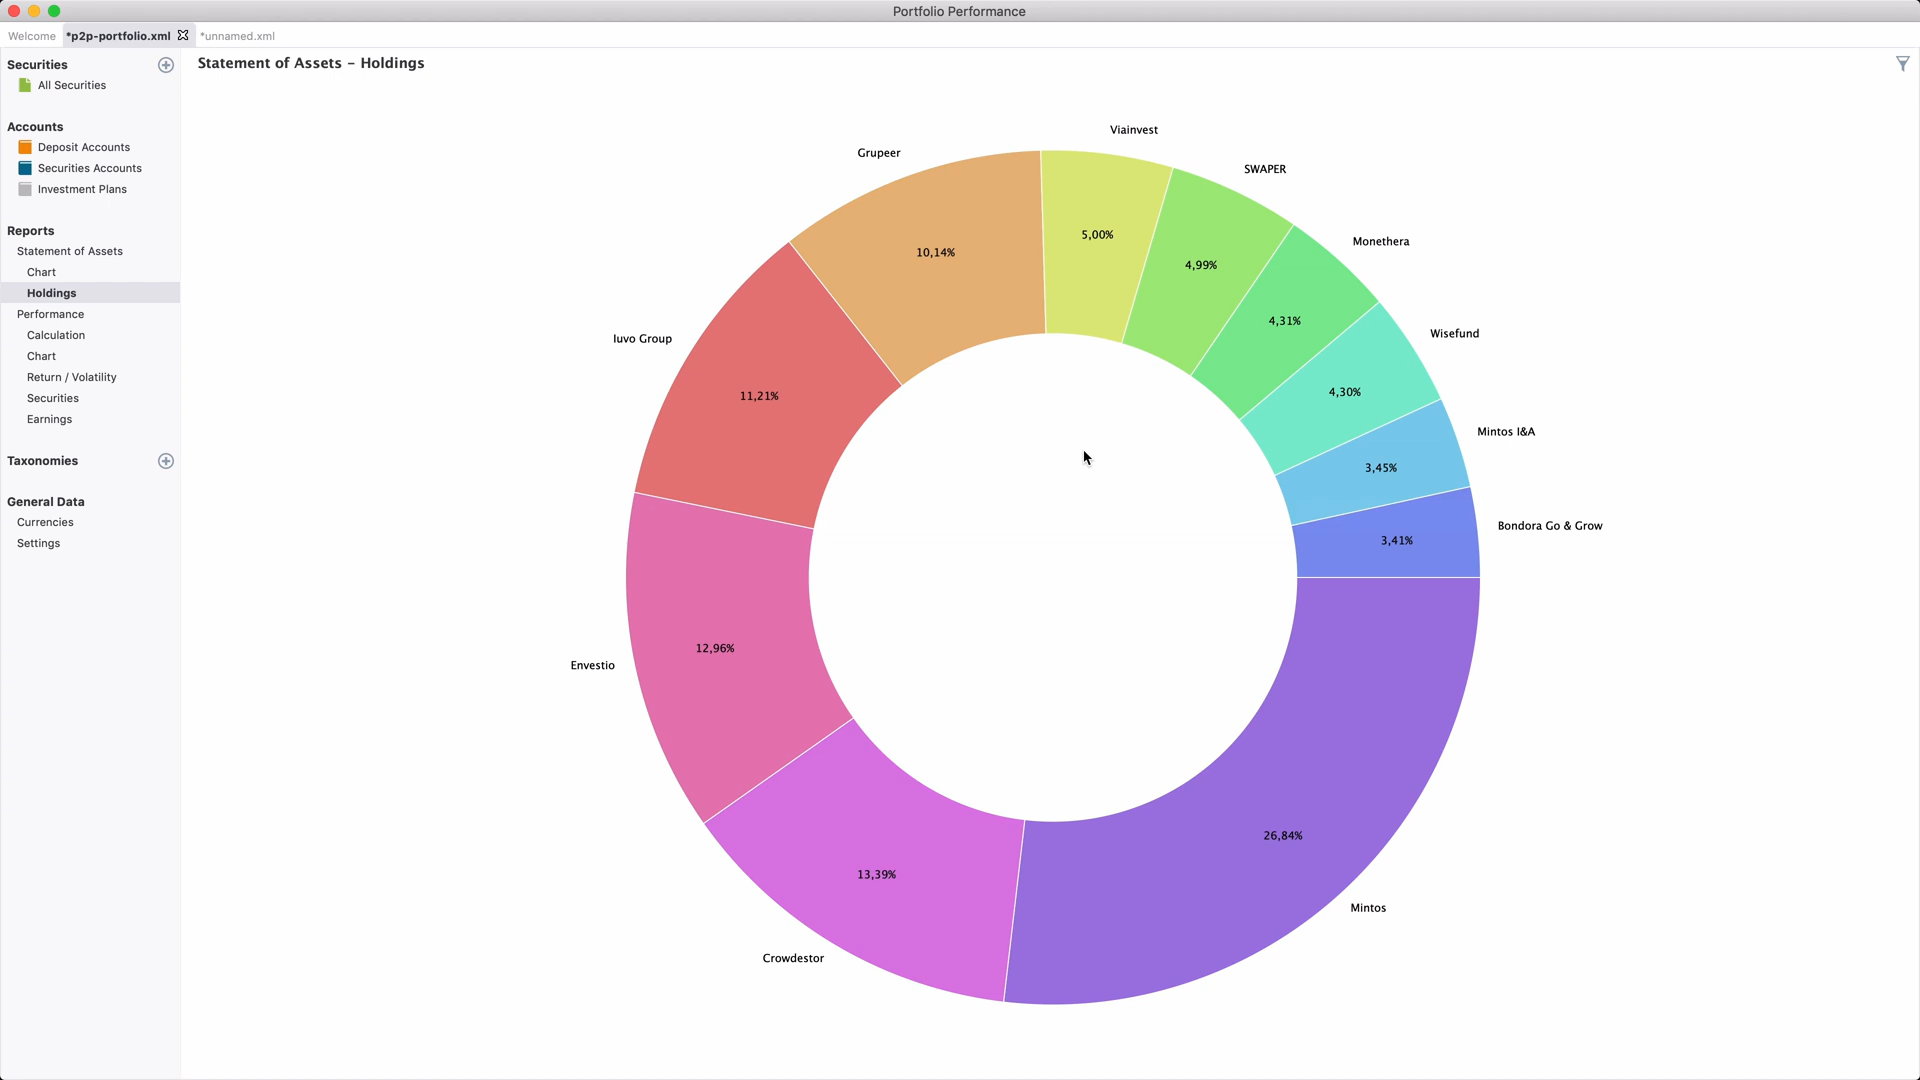 Portfolio Performance
Welcome
*p2p-portfolio.xml
*unnamed.xml
Securities
All Securities
Accounts
Deposit Accounts
Securities Accounts
Investment Plans
Reports
Statement of Assets
Chart
Holdings
Performance
Calculation
Chart
Return / Volatility
Securities
Earnings
Taxonomies
General Data
Currencies
Settings
Statement of Assets – Holdings
Viainvest
5,00%
SWAPER
4,99%
Monethera
4,31%
Wisefund
4,30%
Mintos I&A
3,45%
Bondora Go & Grow
3,41%
Mintos
26,84%
Crowdestor
13,39%
Envestio
12,96%
Iuvo Group
11,21%
Grupeer
10,14%